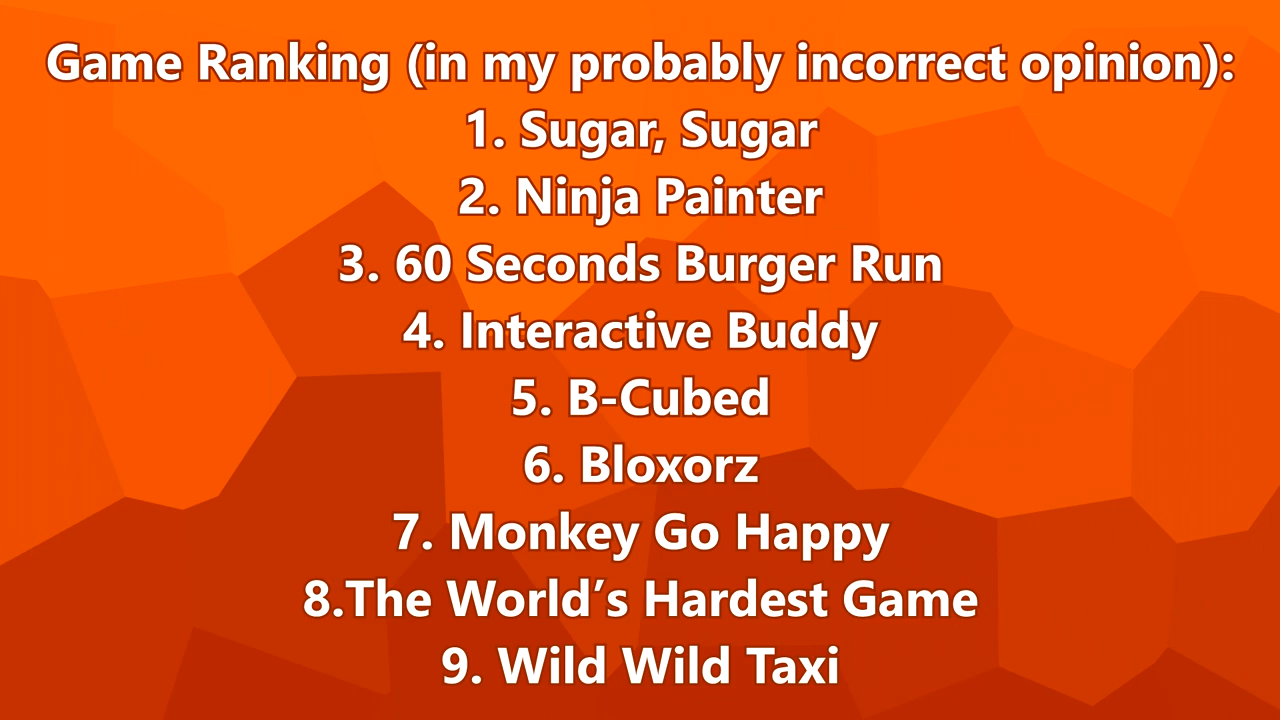 Game Ranking (in my probably incorrect opinion):
1. Sugar, Sugar
2. Ninja Painter
3. 60 Seconds Burger Run
4. Interactive Buddy
5. B-Cubed
6. Bloxorz
7. Monkey Go Happy
8.The World’s Hardest Game
9. Wild Wild Taxi